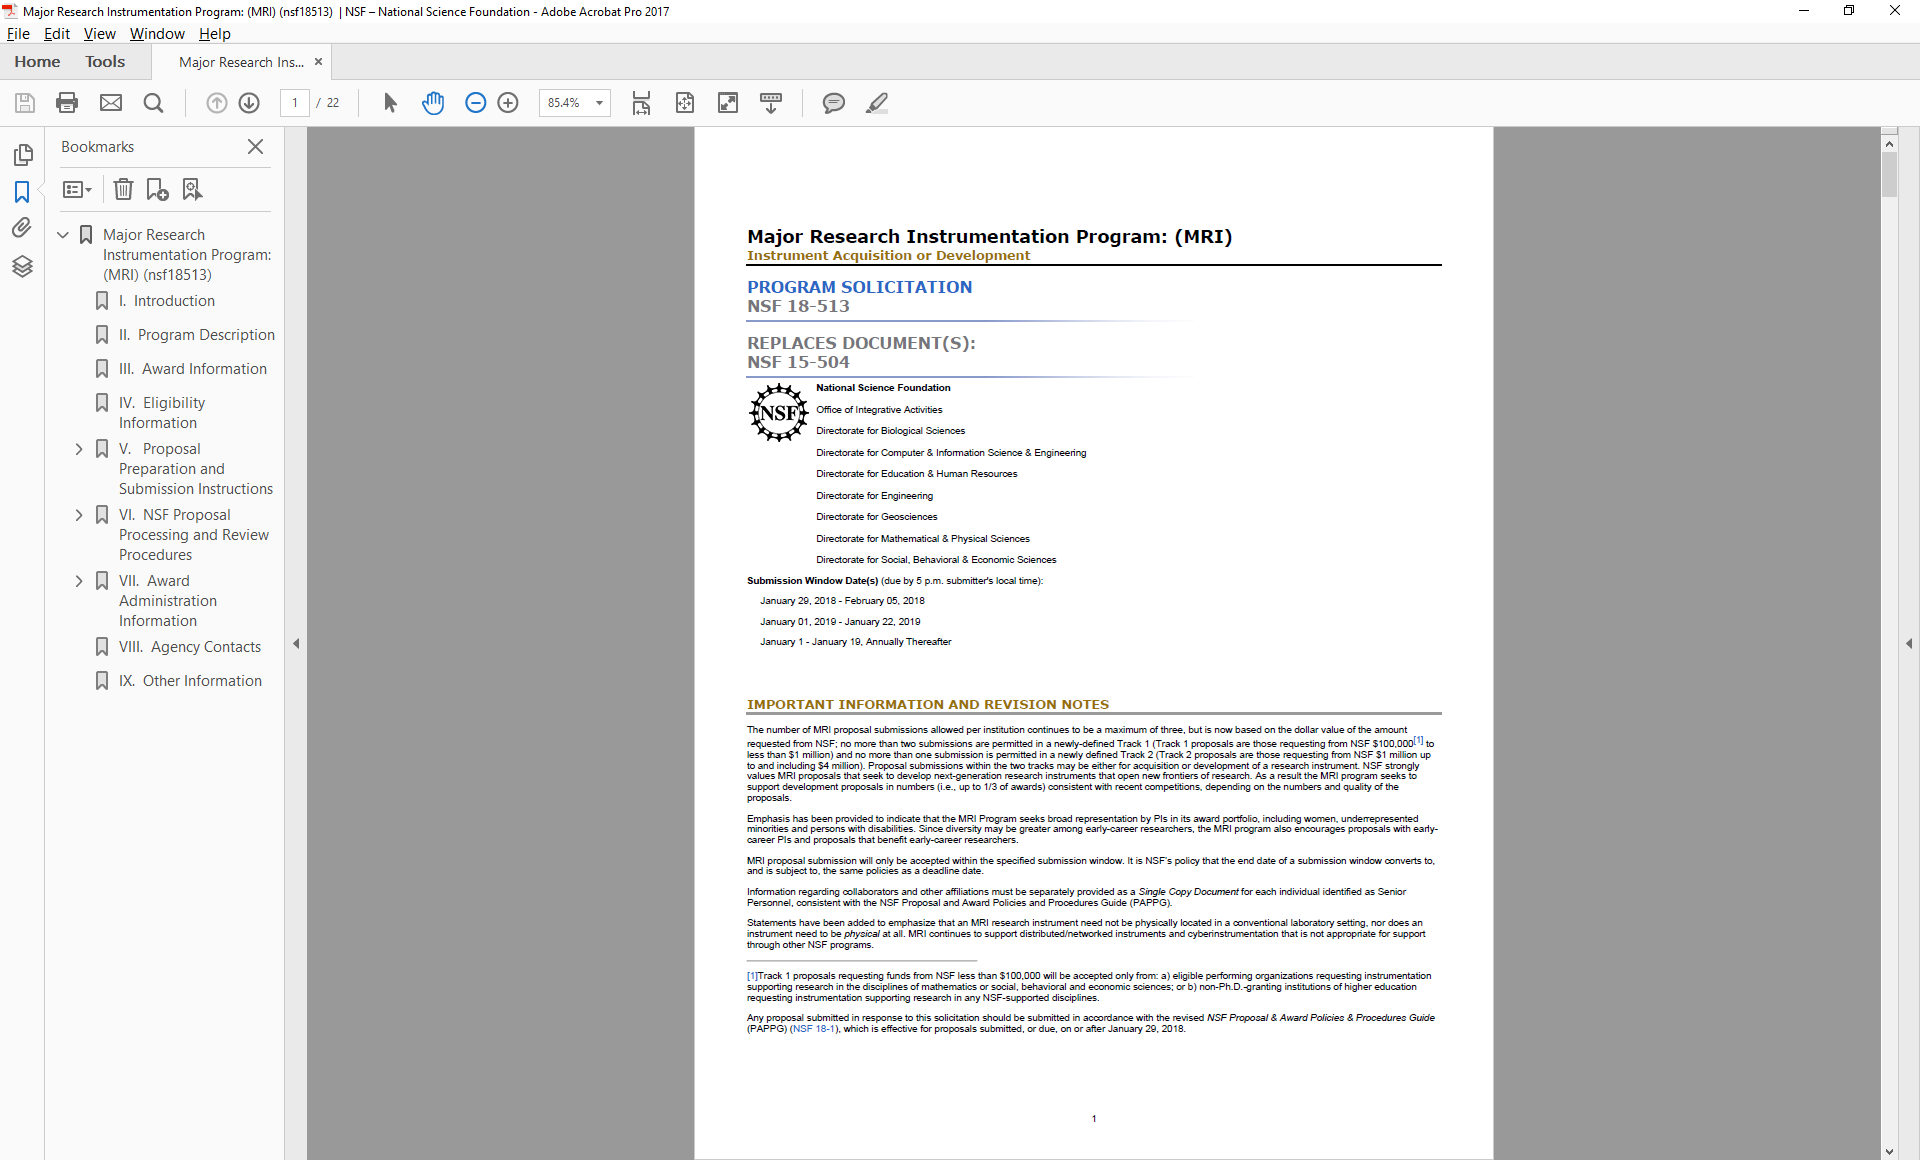 Major Research Instrumentation Program: (MRI) (nsf18513)  | NSF – National Science Foundation - Adobe Acrobat Pro 2017
File Edit View Window Help
Home Tools Major Research Ins...
1 / 22 85.4%
Bookmarks
Major Research
Instrumentation Program:
(MRI) (nsf18513)
I. Introduction
II. Program Description
III. Award Information
IV. Eligibility
Information
V. Proposal
Preparation and
Submission Instructions
VI. NSF Proposal
Processing and Review
Procedures
VII. Award
Administration
Information
VIII. Agency Contacts
IX. Other Information
Major Research Instrumentation Program: (MRI)
Instrument Acquisition or Development
PROGRAM SOLICITATION
NSF 18-513
REPLACES DOCUMENT(S):
NSF 15-504
NSF
National Science Foundation
Office of Integrative Activities
Directorate for Biological Sciences
Directorate for Computer & Information Science & Engineering
Directorate for Education & Human Resources
Directorate for Engineering
Directorate for Geosciences
Directorate for Mathematical & Physical Sciences
Directorate for Social, Behavioral & Economic Sciences
Submission Window Date(s) (due by 5 p.m. submitter's local time):
January 29, 2018 - February 05, 2018
January 01, 2019 - January 22, 2019
January 1 - January 19, Annually Thereafter
IMPORTANT INFORMATION AND REVISION NOTES
The number of MRI proposal submissions allowed per institution continues to be a maximum of three, but is now based on the dollar value of the amount
requested from NSF; no more than two submissions are permitted in a newly-defined Track 1 (Track 1 proposals are those requesting from NSF $100,000[1] to
less than $1 million) and no more than one submission is permitted in a newly defined Track 2 (Track 2 proposals are those requesting from NSF $1 million up
to and including $4 million). Proposal submissions within the two tracks may be either for acquisition or development of a research instrument. NSF strongly
values MRI proposals that seek to develop next-generation research instruments that open new frontiers of research. As a result the MRI program seeks to
support development proposals in numbers (i.e., up to 1/3 of awards) consistent with recent competitions, depending on the numbers and quality of the
proposals.
Emphasis has been provided to indicate that the MRI Program seeks broad representation by PIs in its award portfolio, including women, underrepresented
minorities and persons with disabilities. Since diversity may be greater among early-career researchers, the MRI program also encourages proposals with early-
career PIs and proposals that benefit early-career researchers.
MRI proposal submission will only be accepted within the specified submission window. It is NSF's policy that the end date of a submission window converts to,
and is subject to, the same policies as a deadline date.
Information regarding collaborators and other affiliations must be separately provided as a Single Copy Document for each individual identified as Senior
Personnel, consistent with the NSF Proposal and Award Policies and Procedures Guide (PAPPG).
Statements have been added to emphasize that an MRI research instrument need not be physically located in a conventional laboratory setting, nor does an
instrument need to be physical at all. MRI continues to support distributed/networked instruments and cyberinstrumentation that is not appropriate for support
through other NSF programs.
[1]Track 1 proposals requesting funds from NSF less than $100,000 will be accepted only from: a) eligible performing organizations requesting instrumentation
supporting research in the disciplines of mathematics or social, behavioral and economic sciences; or b) non-Ph.D.-granting institutions of higher education
requesting instrumentation supporting research in any NSF-supported disciplines.
Any proposal submitted in response to this solicitation should be submitted in accordance with the revised NSF Proposal & Award Policies & Procedures Guide
(PAPPG) (NSF 18-1), which is effective for proposals submitted, or due, on or after January 29, 2018.
1